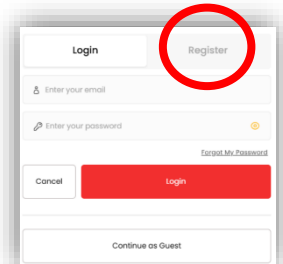 Login Register
Enter your email
Enter your password
Forgot My Password
Cancel Login
Continue as Guest